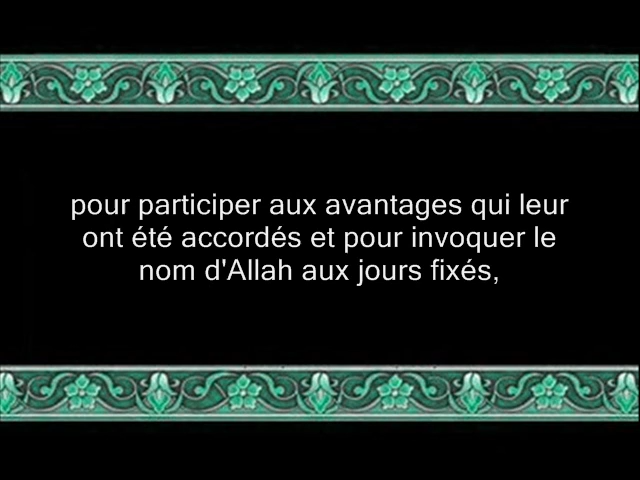 pour participer aux avantages qui leur
ont été accordés et pour invoquer le
nom d'Allah aux jours fixés,